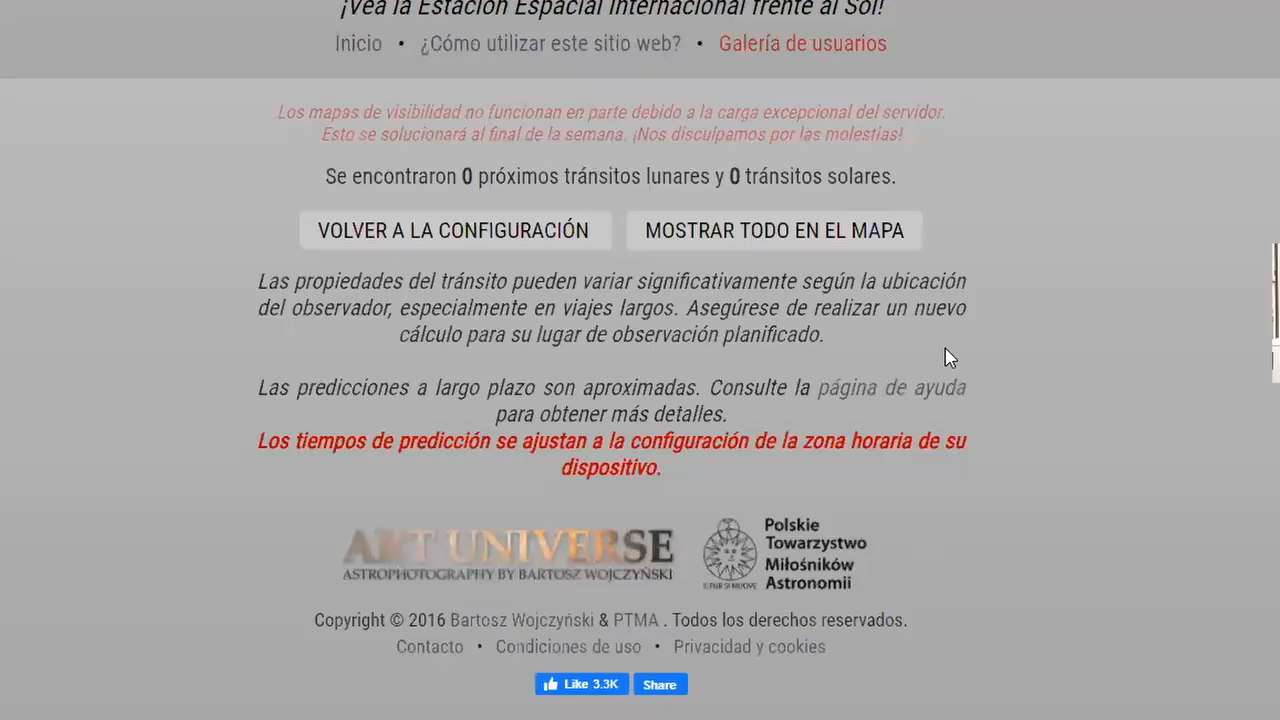 ¡Vea la Estación Espacial Internacional frente al Sol!
Inicio • ¿Cómo utilizar este sitio web? • Galería de usuarios
Los mapas de visibilidad no funcionan en parte debido a la carga excepcional del servidor.
Esto se solucionará al final de la semana. ¡Nos disculpamos por las molestias!
Se encontraron 0 próximos tránsitos lunares y 0 tránsitos solares.
VOLVER A LA CONFIGURACIÓN MOSTRAR TODO EN EL MAPA
Las propiedades del tránsito pueden variar significativamente según la ubicación
del observador, especialmente en viajes largos. Asegúrese de realizar un nuevo
cálculo para su lugar de observación planificado.
Las predicciones a largo plazo son aproximadas. Consulte la página de ayuda
para obtener más detalles.
Los tiempos de predicción se ajustan a la configuración de la zona horaria de su
dispositivo.
ART UNIVERSE
ASTROPHOTOGRAPHY BY BARTOSZ WOJCZYŃSKI
Polskie
Towarzystwo
Miłośników
Astronomii
E PUR SI MUOVE
Copyright © 2016 Bartosz Wojczyński & PTMA . Todos los derechos reservados.
Contacto • Condiciones de uso • Privacidad y cookies
Like 3.3K Share